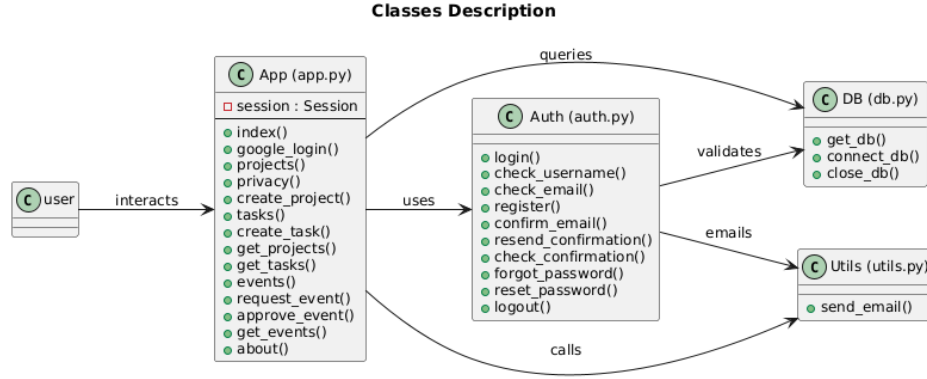 Classes Description
queries
C App (app.py)
session : Session
index()
google_login()
projects()
privacy()
create_project()
tasks()
create_task()
get_projects()
get_tasks()
events()
request_event()
approve_event()
get_events()
about()
C DB (db.py)
get_db()
connect_db()
close_db()
C Auth (auth.py)
login()
check_username()
check_email()
register()
confirm_email()
resend_confirmation()
check_confirmation()
forgot_password()
reset_password()
logout()
validates
C user
interacts
uses
emails
C Utils (utils.py)
send_email()
calls